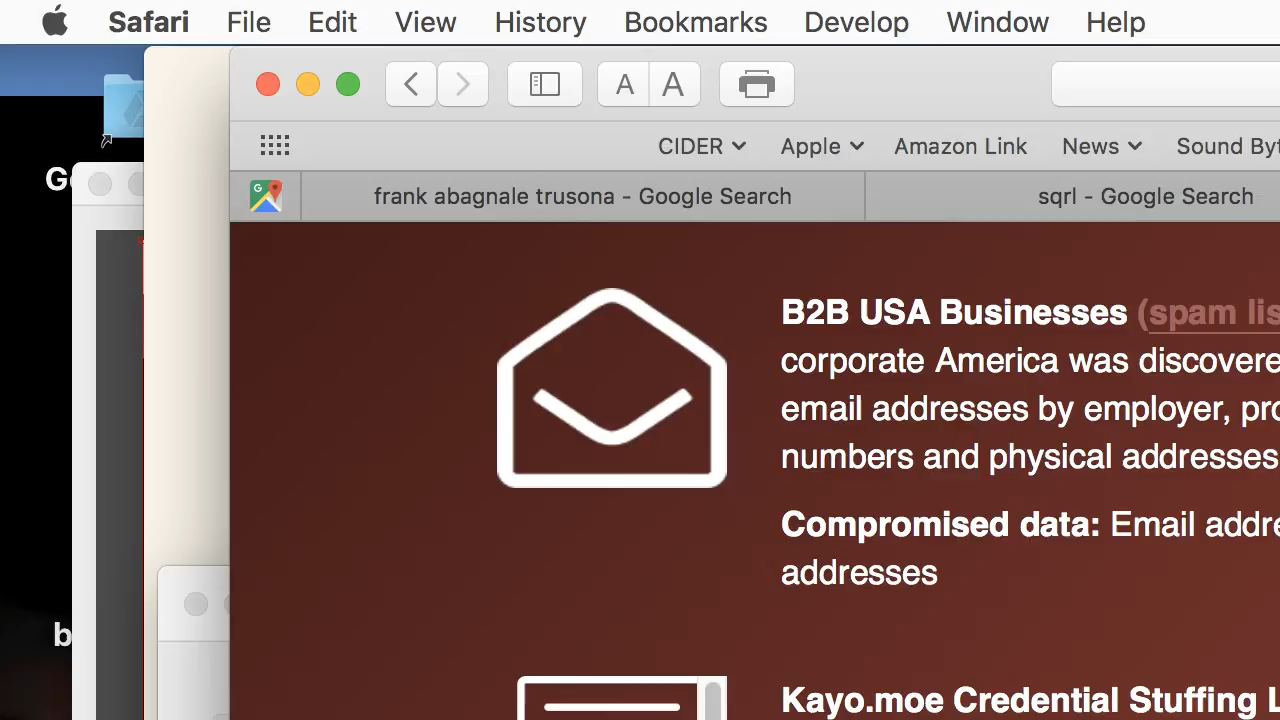 Safari File Edit View History Bookmarks Develop Window Help
A A
CIDER Apple Amazon Link News Sound
G frank abagnale trusona - Google Search sqrl - Google Search
B2B USA Businesses (spam
corporate America was discovere
email addresses by employer,
numbers and physical addresses
Compromised data: Email
addresses
Kayo.moe Credential Stuffing